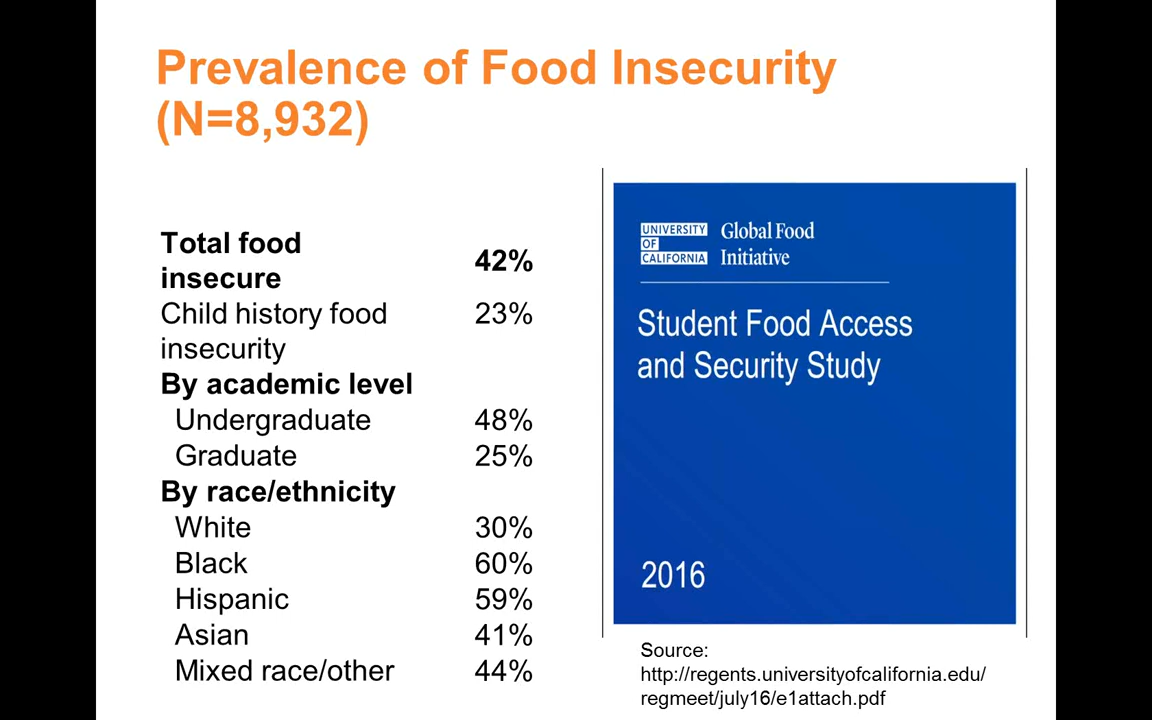 Prevalence of Food Insecurity
(N=8,932)
Total food
insecure 42%
Child history food 23%
insecurity
By academic level
Undergraduate 48%
Graduate 25%
By race/ethnicity
White 30%
Black 60%
Hispanic 59%
Asian 41%
Mixed race/other 44%
UNIVERSITY
OF
CALIFORNIA
Global Food
Initiative
Student Food Access
and Security Study
2016
Source:
http://regents.universityofcalifornia.edu/
regmeet/july16/e1attach.pdf